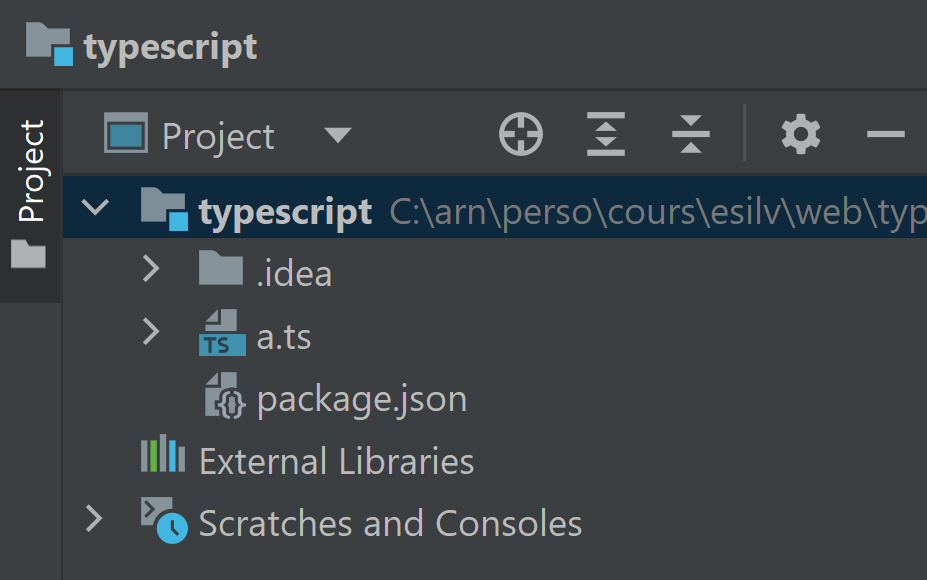 typescript
Project
Project
typescript C:\arn\perso\cours\esilv\web\typ
.idea
TS a.ts
package.json
External Libraries
Scratches and Consoles